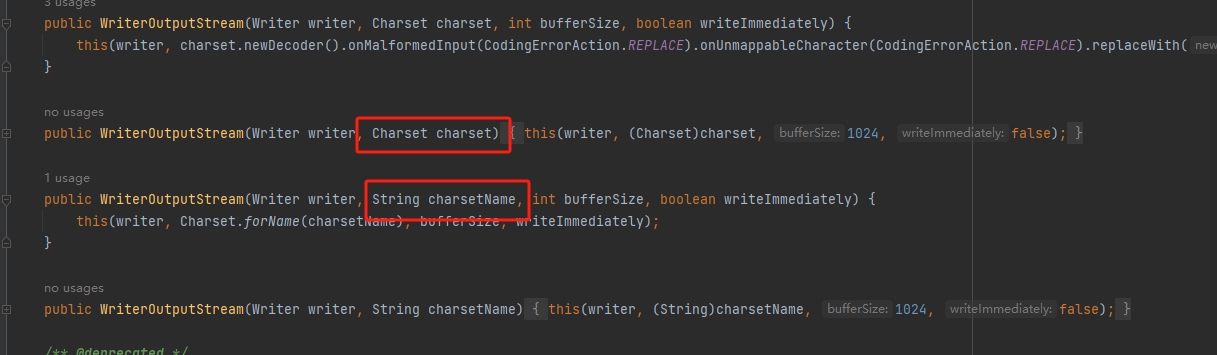 3 usages
public WriterOutputStream(Writer writer, Charset charset, int bufferSize, boolean writeImmediately) {
this(writer, charset.newDecoder().onMalformedInput(CodingErrorAction.REPLACE).onUnmappableCharacter(CodingErrorAction.REPLACE).replaceWith( new
}
no usages
public WriterOutputStream(Writer writer, Charset charset) { this(writer, (Charset)charset, bufferSize: 1024, writeImmediately: false); }
1 usage
public WriterOutputStream(Writer writer, String charsetName, int bufferSize, boolean writeImmediately) {
this(writer, Charset.forName(charsetName), bufferSize, writeImmediately);
}
no usages
public WriterOutputStream(Writer writer, String charsetName) { this(writer, (String)charsetName, bufferSize: 1024, writeImmediately: false); }
/** @deprecated */